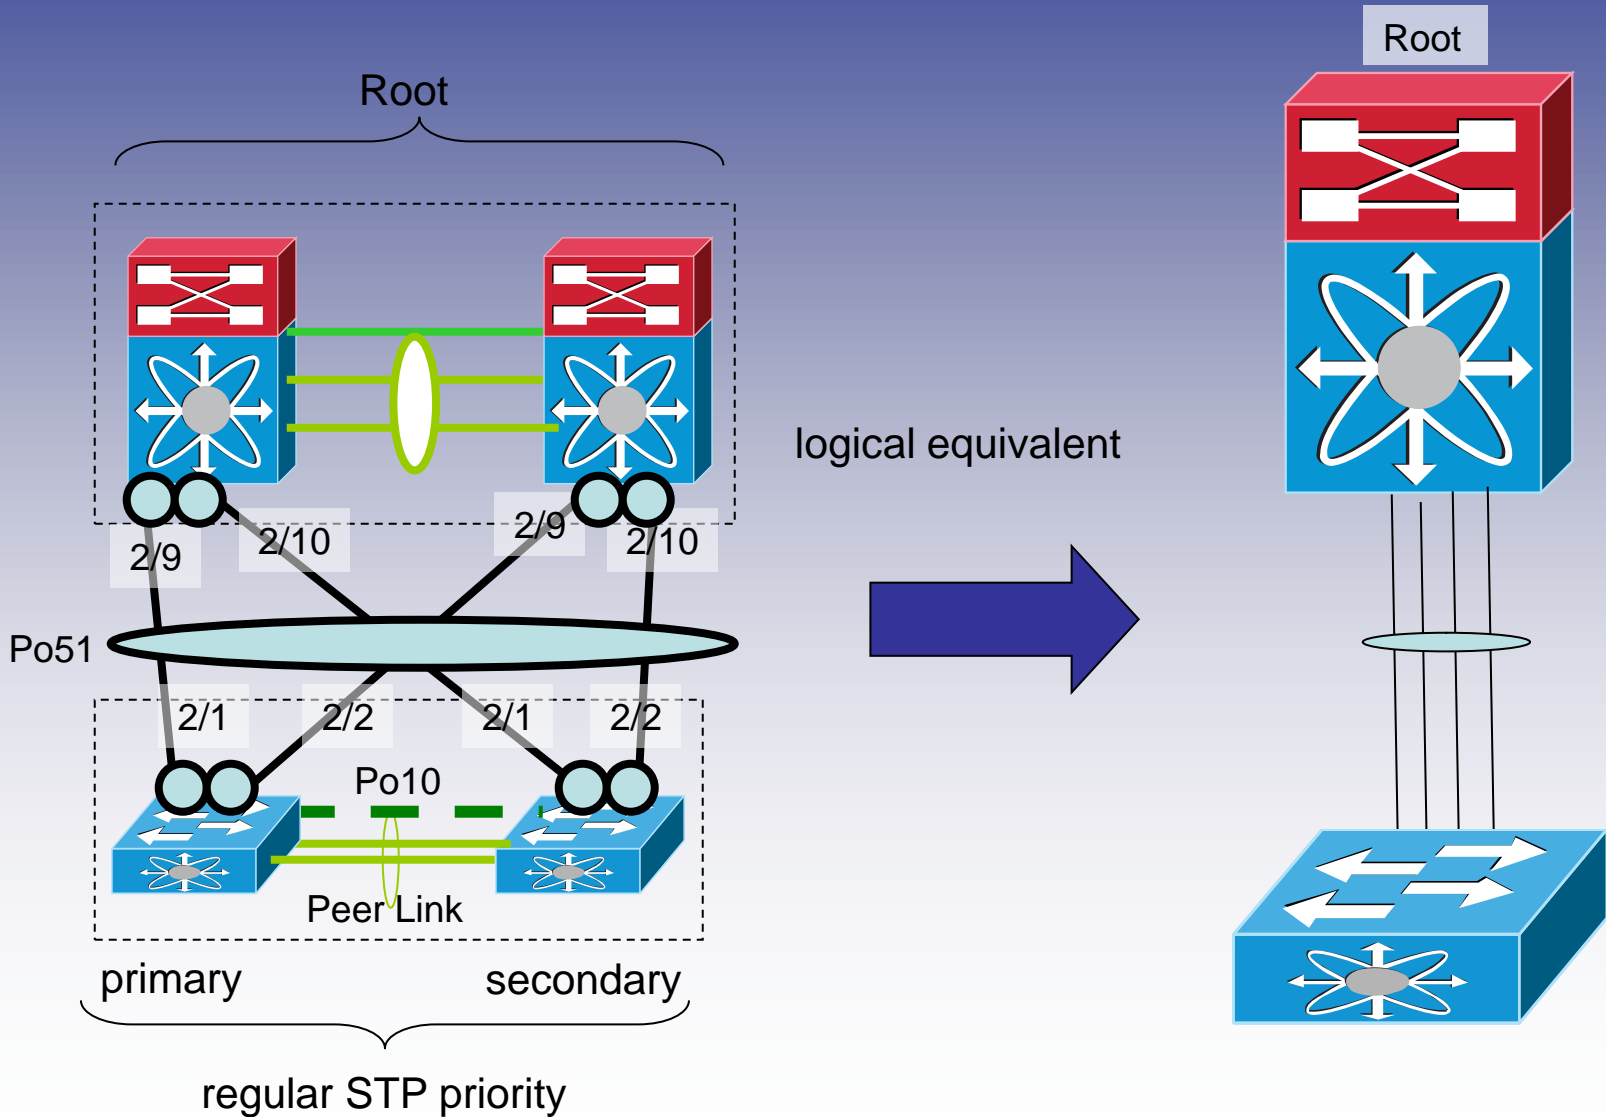 Root
Root
logical equivalent
2/9
2/10
2/9
2/10
Po51
2/1
2/2
2/1
2/2
Po10
Peer Link
primary
secondary
regular STP priority